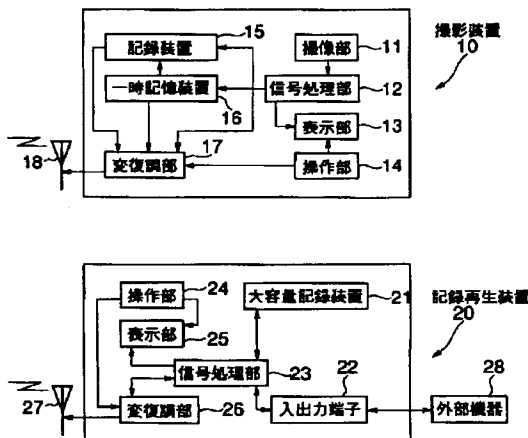 撮影装置
10
15
記録装置
撮像部
11
一時記憶装置
16
信号処理部
12
表示部
13
18
変復調部
17
操作部
14
記録再生装置
20
操作部
24
大容量記録装置
21
表示部
25
信号処理部
23
22
28
27
変復調部
26
入出力端子
外部機器